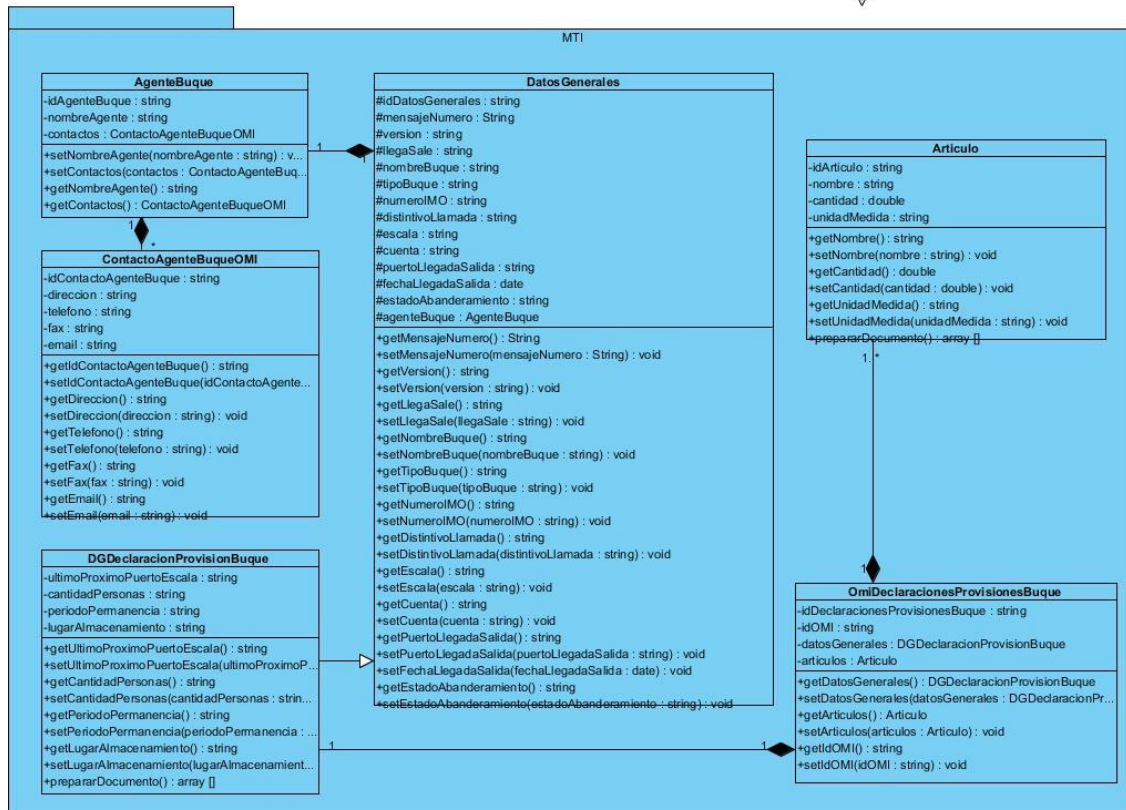 MTI
AgenteBuque
-idAgenteBuque : string
-nombreAgente : string
-contactos : ContactoAgenteBuqueOMI
+setNombreAgente(nombreAgente : string) : v...
+setContactos(contactos : ContactoAgenteBuq...
+getNombreAgente() : string
+getContactos() : ContactoAgenteBuqueOMI
1
1
1
*
ContactoAgenteBuqueOMI
-idContactoAgenteBuque : string
-direccion : string
-telefono : string
-fax : string
-email : string
+getIdContactoAgenteBuque() : string
+setIdContactoAgenteBuque(idContactoAgente...
+getDireccion() : string
+setDireccion(direccion : string) : void
+getTelefono() : string
+setTelefono(telefono : string) : void
+getFax() : string
+setFax(fax : string) : void
+getEmail() : string
+setEmail(email : string) : void
DGDeclaracionProvisionBuque
-ultimoProximoPuertoEscala : string
-cantidadPersonas : string
-periodoPermanencia : string
-lugarAlmacenamiento : string
+getUltimoProximoPuertoEscala() : string
+setUltimoProximoPuertoEscala(ultimoProximoP...
+getCantidadPersonas() : string
+setCantidadPersonas(cantidadPersonas : strin...
+getPeriodoPermanencia() : string
+setPeriodoPermanencia(periodoPermanencia : ...
+getLugarAlmacenamiento() : string
+setLugarAlmacenamiento(lugarAlmacenamient...
+prepararDocumento() : array []
DatosGenerales
#idDatosGenerales : string
#mensajeNumero : String
#version : string
#llegaSale : string
#nombreBuque : string
#tipoBuque : string
#numeroIMO : string
#distintivoLlamada : string
#escala : string
#cuenta : string
#puertoLlegadaSalida : string
#fechaLlegadaSalida : date
#estadoAbanderamiento : string
#agenteBuque : AgenteBuque
+getMensajeNumero() : String
+setMensajeNumero(mensajeNumero : String) : void
+getVersion() : string
+setVersion(version : string) : void
+getLlegaSale() : string
+setLlegaSale(llegaSale : string) : void
+getNombreBuque() : string
+setNombreBuque(nombreBuque : string) : void
+getTipoBuque() : string
+setTipoBuque(tipoBuque : string) : void
+getNumeroIMO() : string
+setNumeroIMO(numeroIMO : string) : void
+getDistintivoLlamada() : string
+setDistintivoLlamada(distintivoLlamada : string) : void
+getEscala() : string
+setEscala(escala : string) : void
+getCuenta() : string
+setCuenta(cuenta : string) : void
+getPuertoLlegadaSalida() : string
+setPuertoLlegadaSalida(puertoLlegadaSalida : string) : void
+setFechaLlegadaSalida(fechaLlegadaSalida : date) : void
+getEstadoAbanderamiento() : string
+setEstadoAbanderamiento(estadoAbanderamiento : string) : void
Articulo
-idArticulo : string
-nombre : string
-cantidad : double
-unidadMedida : string
+getNombre() : string
+setNombre(nombre : string) : void
+getCantidad() : double
+setCantidad(cantidad : double) : void
+getUnidadMedida() : string
+setUnidadMedida(unidadMedida : string) : void
+prepararDocumento() : array []
1..*
1
OmiDeclaracionesProvisionesBuque
-idDeclaracionesProvisionesBuque : string
-idOMI : string
-datosGenerales : DGDeclaracionProvisionBuque
-articulos : Articulo
+getDatosGenerales() : DGDeclaracionProvisionBuque
+setDatosGenerales(datosGenerales : DGDeclaracionPr...
+getArticulos() : Articulo
+setArticulos(articulos : Articulo) : void
+getIdOMI() : string
+setIdOMI(idOMI : string) : void
1
1